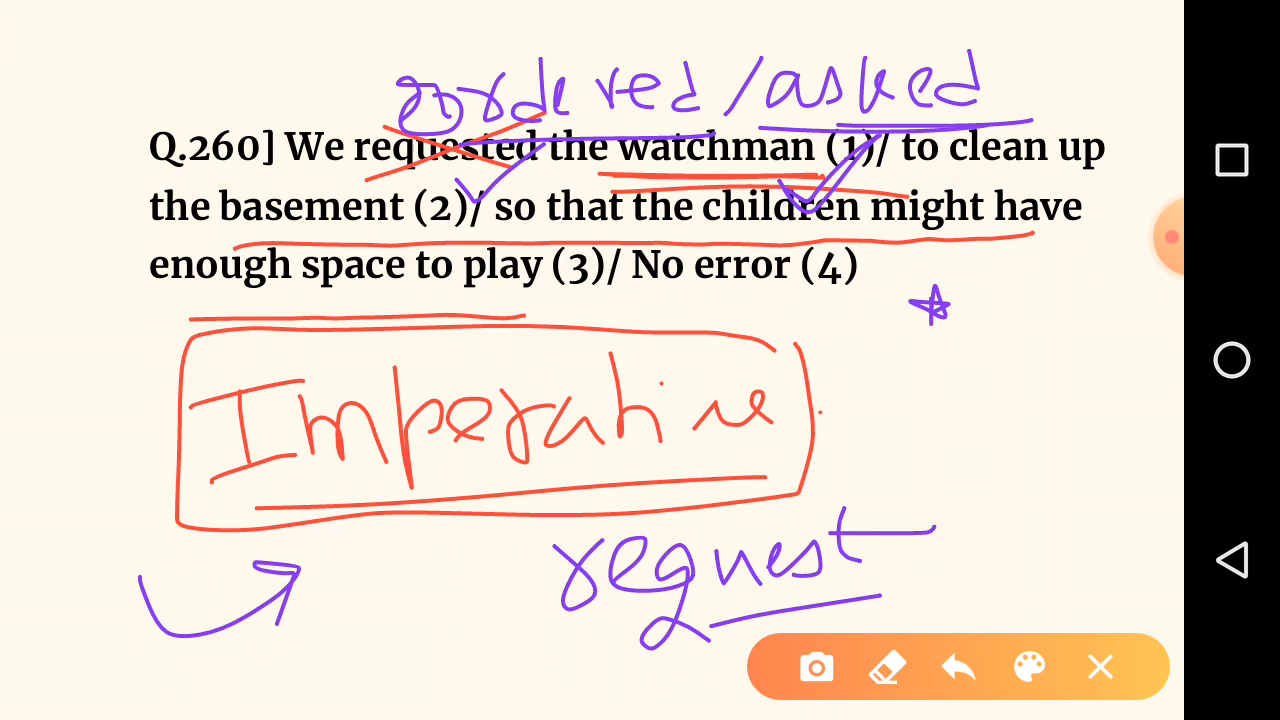 ordered / asked
Q.260] We requested the watchman (1)/ to clean up
the basement (2)/ so that the children might have
enough space to play (3)/ No error (4)
Imperative
request